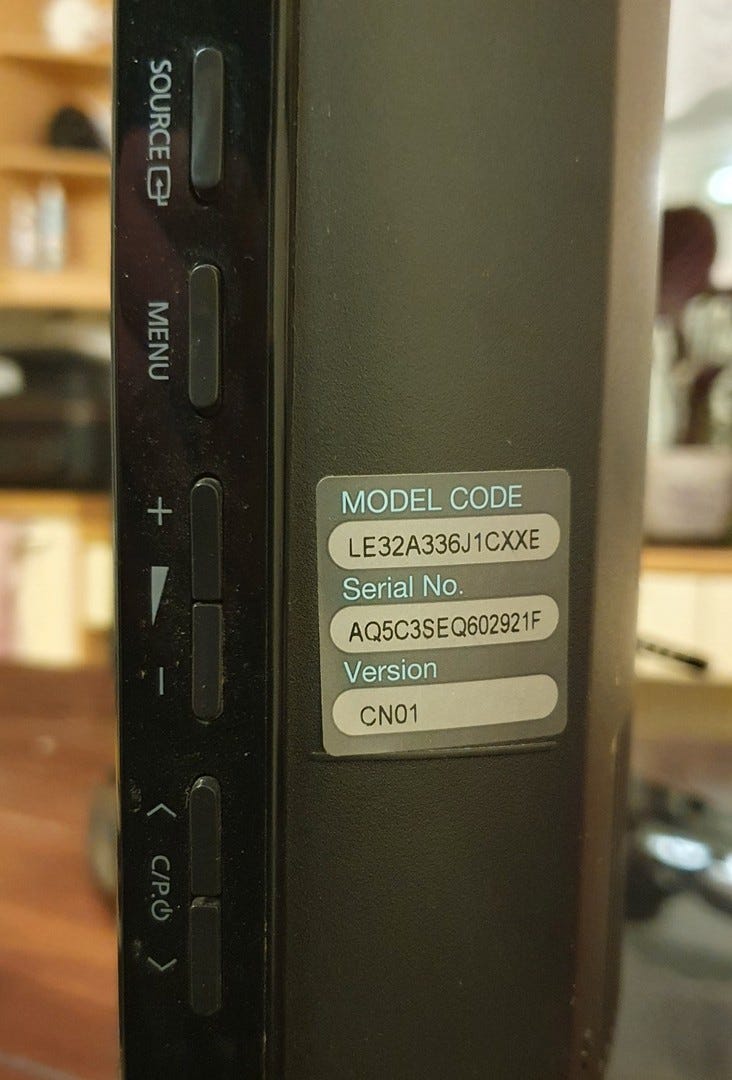 SOURCE
MENU
+
−
<
C/P.
>
MODEL CODE
LE32A336J1CXXE
Serial No.
AQ5C3SEQ602921F
Version
CN01